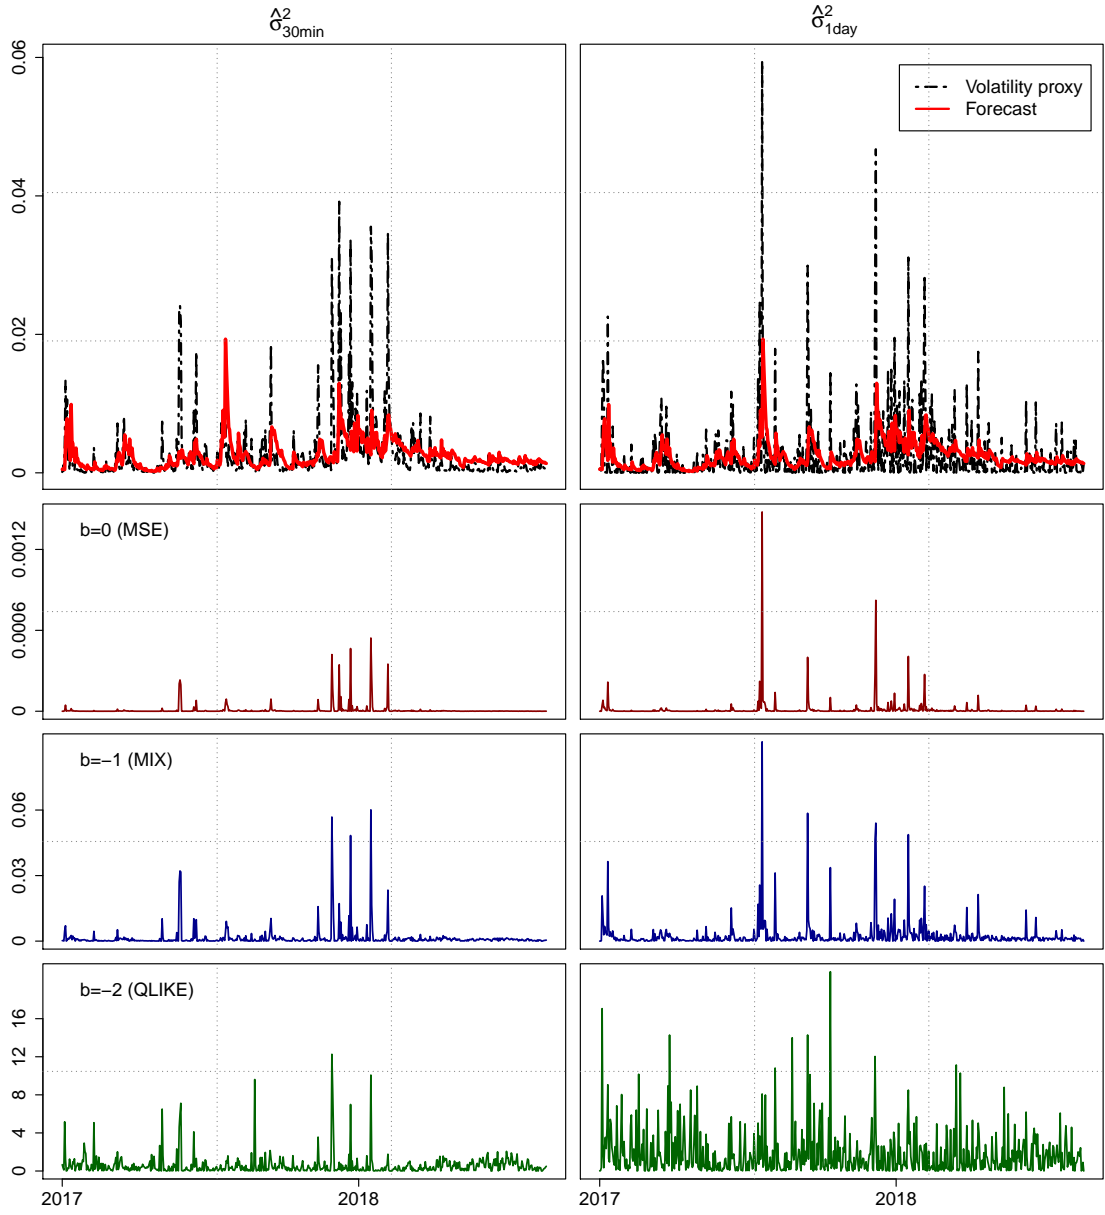 σ̂²₃₀ₘᵢₙ
σ̂²₁day
0.06
0.04
0.02
0
Volatility proxy
Forecast
b=0 (MSE)
0.0012
0.0006
0
b=−1 (MIX)
0.06
0.03
0
b=−2 (QLIKE)
16
12
8
4
0
2017
2018
2017
2018